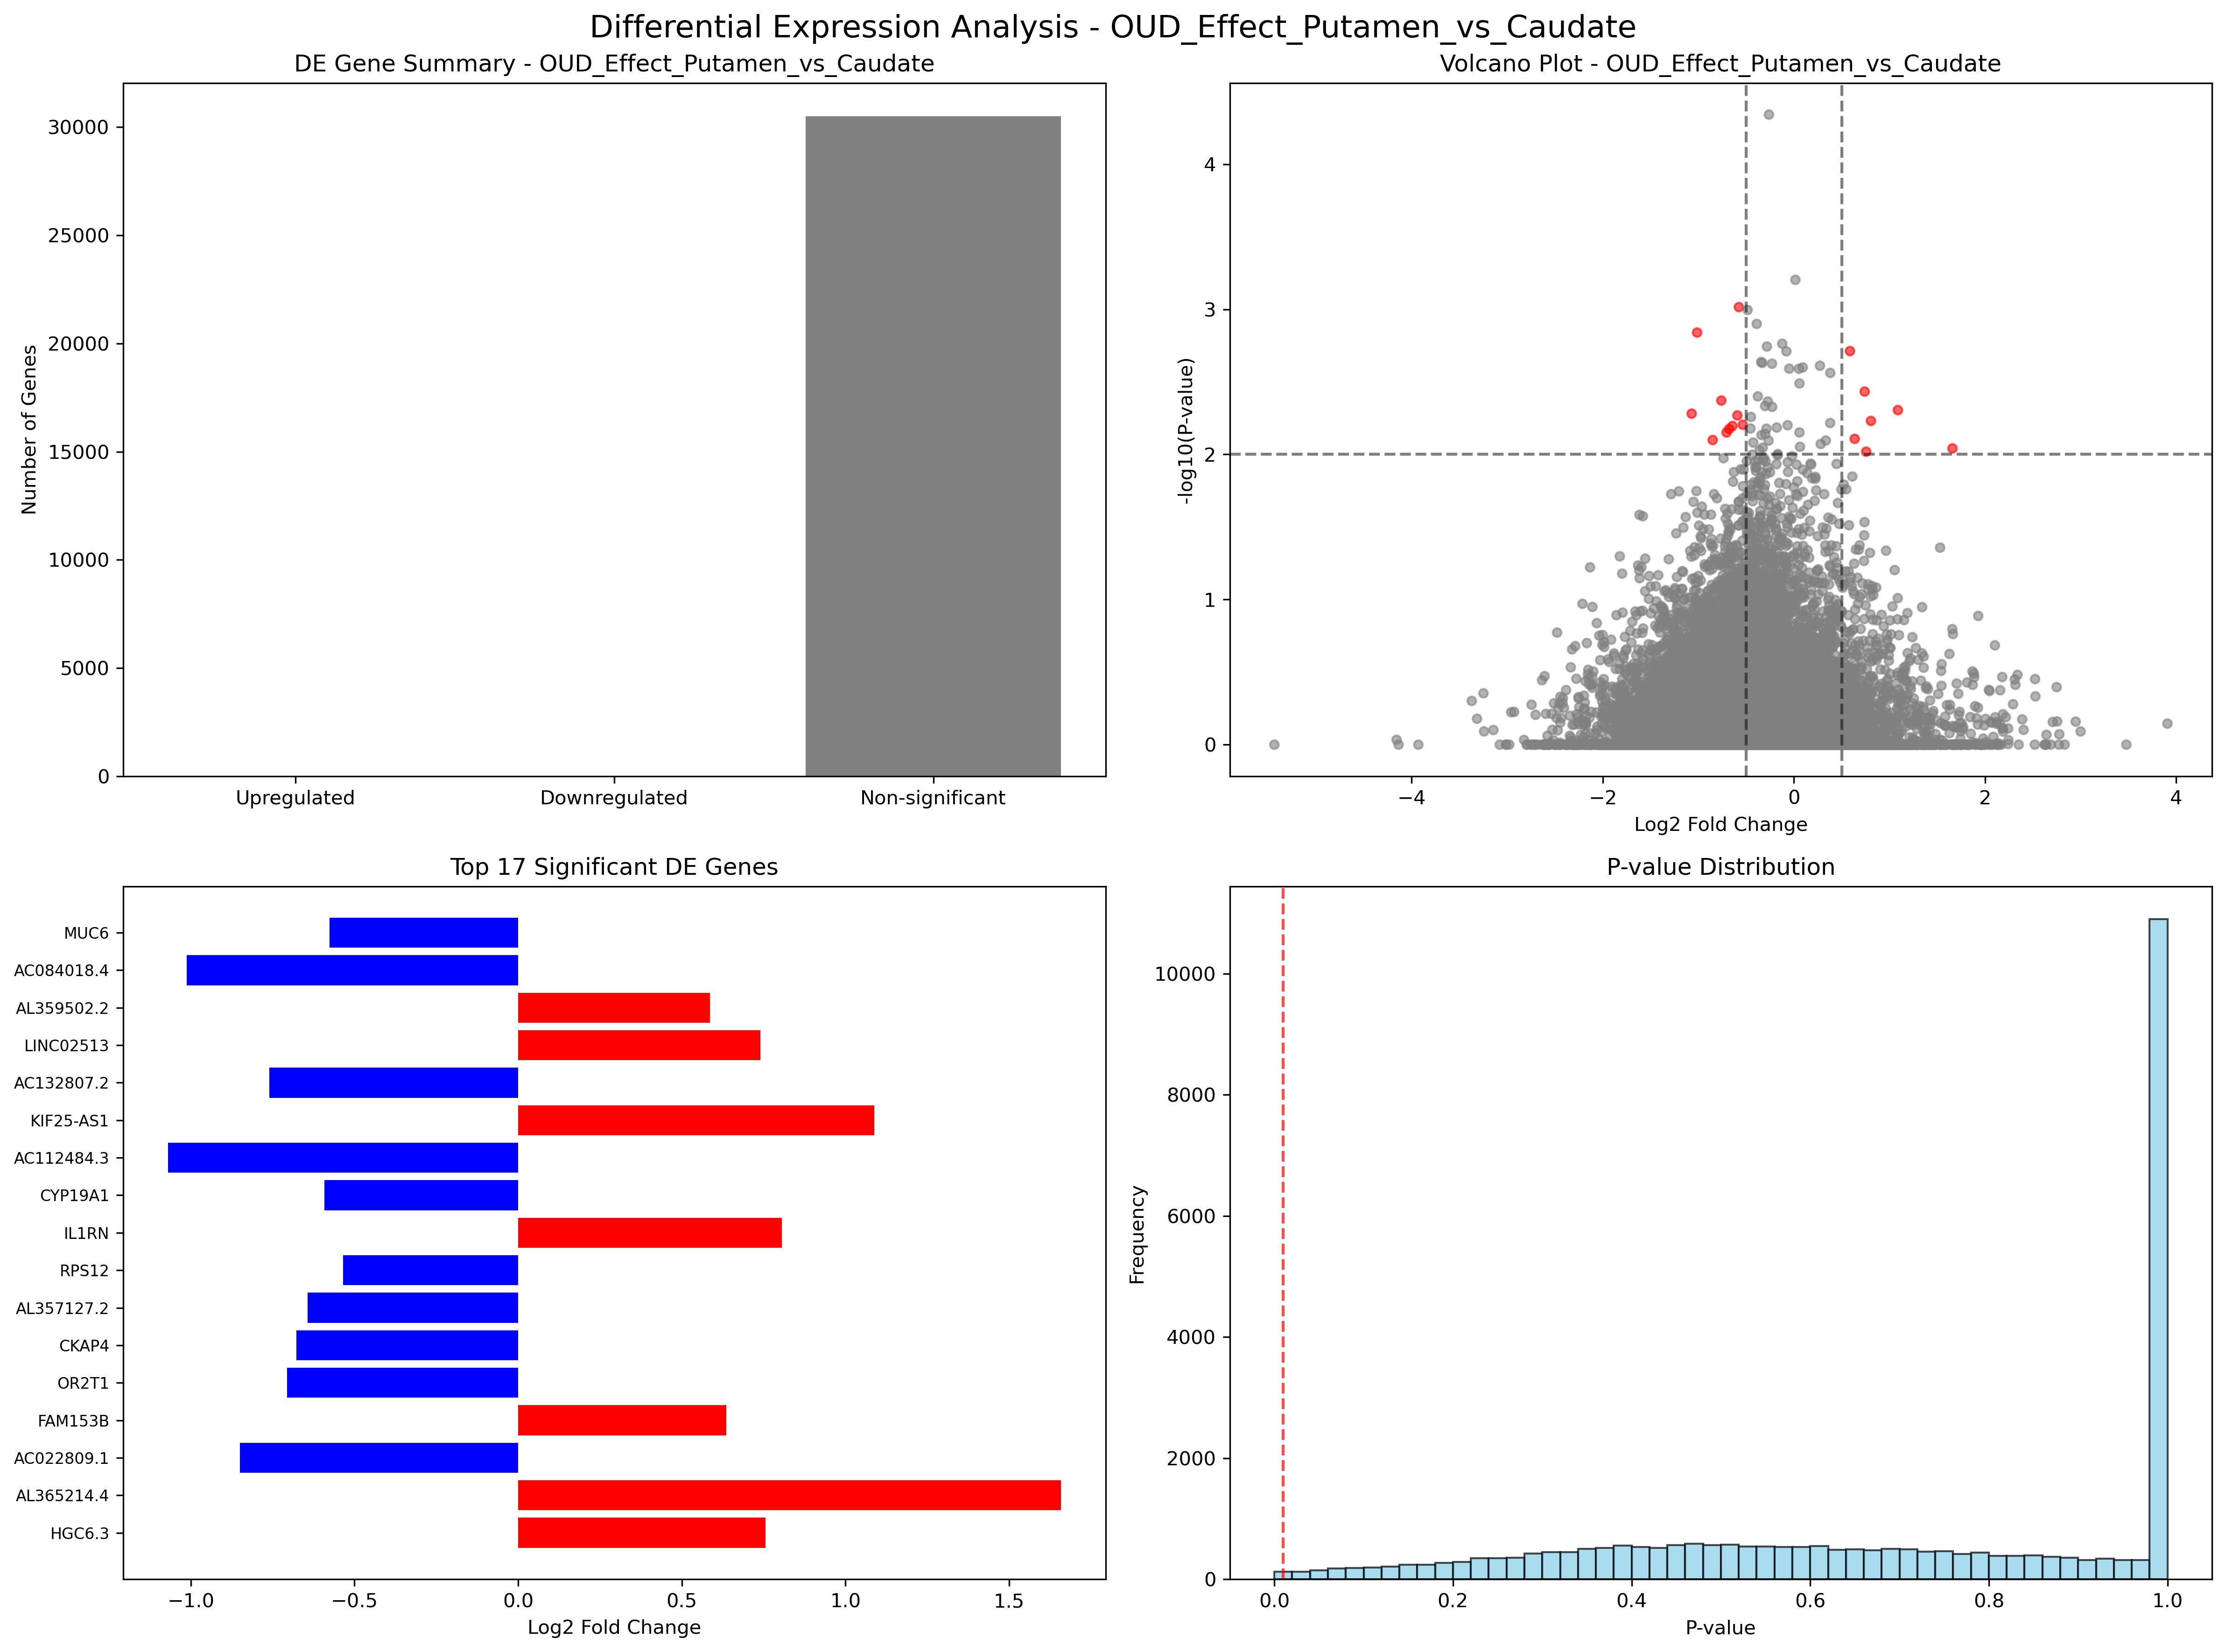 Differential Expression Analysis - OUD_Effect_Putamen_vs_Caudate
DE Gene Summary - OUD_Effect_Putamen_vs_Caudate
Number of Genes
30000
25000
20000
15000
10000
5000
0
Upregulated
Downregulated
Non-significant
Volcano Plot - OUD_Effect_Putamen_vs_Caudate
-log10(P-value)
4
3
2
1
0
−4
−2
0
2
4
Log2 Fold Change
Top 17 Significant DE Genes
MUC6
AC084018.4
AL359502.2
LINC02513
AC132807.2
KIF25-AS1
AC112484.3
CYP19A1
IL1RN
RPS12
AL357127.2
CKAP4
OR2T1
FAM153B
AC022809.1
AL365214.4
HGC6.3
−1.0
−0.5
0.0
0.5
1.0
1.5
Log2 Fold Change
P-value Distribution
Frequency
10000
8000
6000
4000
2000
0
0.0
0.2
0.4
0.6
0.8
1.0
P-value